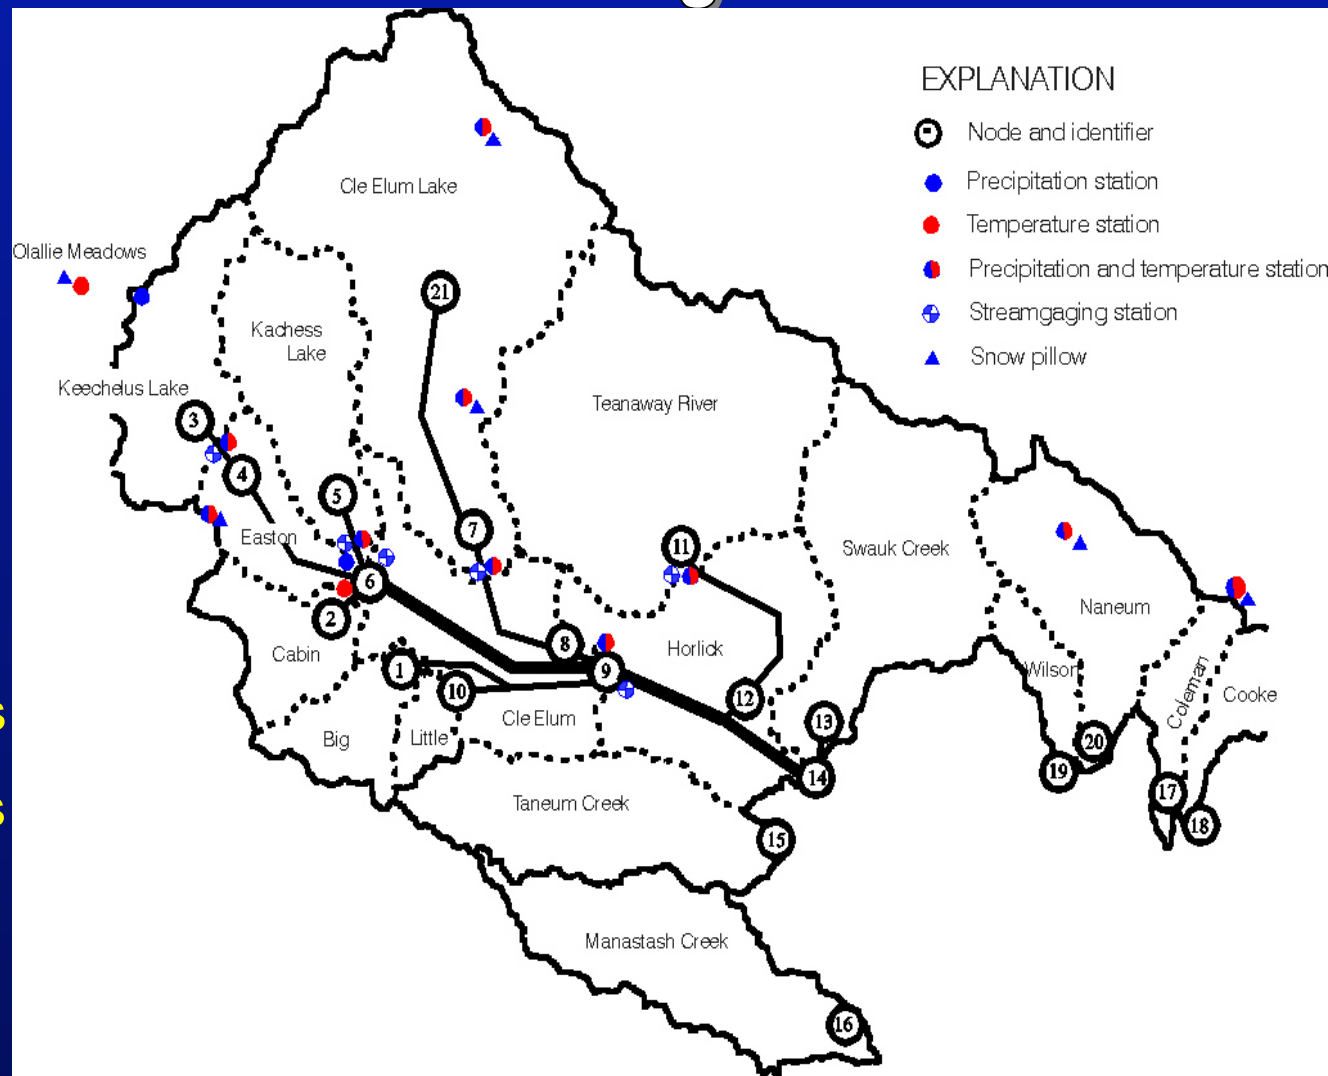 g
EXPLANATION
Node and identifier
Precipitation station
Temperature station
Precipitation and temperature station
Streamgaging station
Snow pillow
Cle Elum Lake
Olallie Meadows
21
Kachess
Lake
Keechelus Lake
Teanaway River
3
4
5
7
11
Easton
Swauk Creek
6
2
Naneum
8
Horlick
Cabin
1
9
Wilson
Coleman
Cooke
10
12
Cle Elum
13
Big
Little
20
14
19
s
17
Taneum Creek
18
s
15
Manastash Creek
16